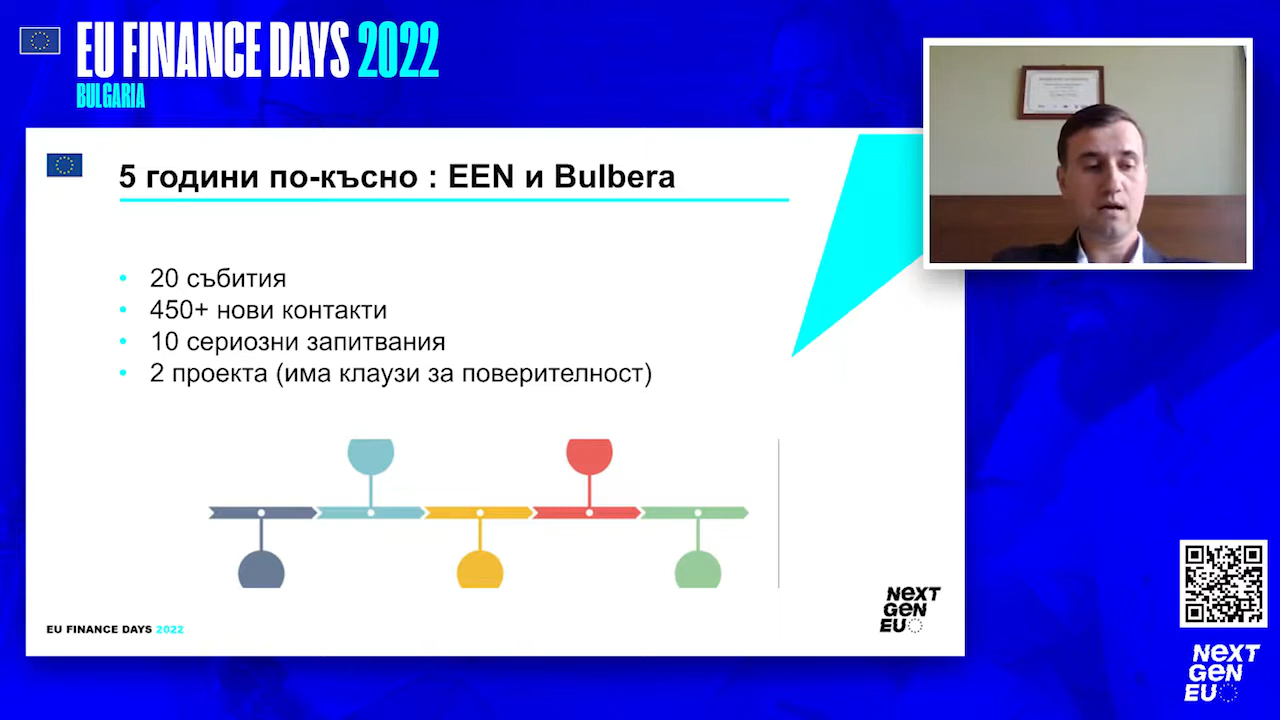 EU FINANCE DAYS 2022
BULGARIA
5 години по-късно : EEN и Bulbera
20 събития
450+ нови контакти
10 сериозни запитвания
2 проекта (има клаузи за поверителност)
EU FINANCE DAYS 2022
NEXT
GEN
EU
NEXT
GEN
EU